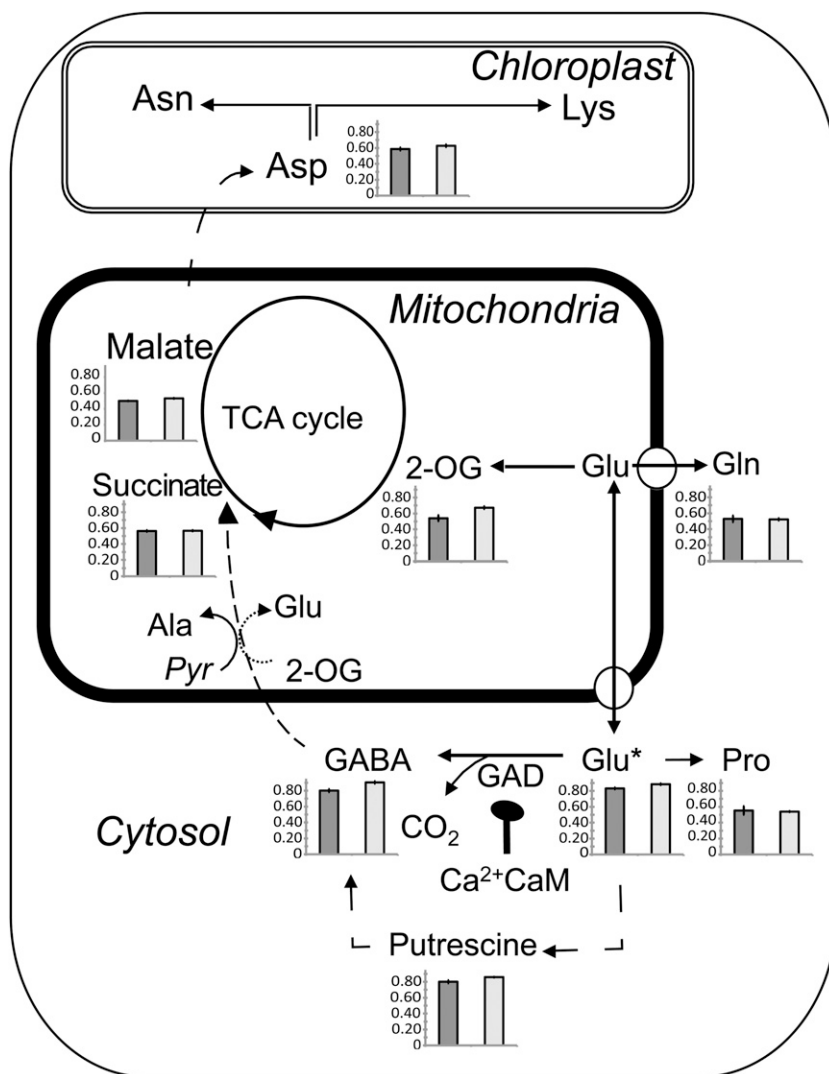 Chloroplast
Asn
Lys
Asp
0.80
0.60
0.40
0.20
Mitochondria
Malate
0.80
0.60
0.40
0.20
0
TCA cycle
2-OG
Glu
Gln
Succinate
0.80
0.60
0.40
0.20
0
0.80
0.60
0.40
0.20
0
0.80
0.60
0.40
0.20
0
Glu
Ala
Pyr
2-OG
GABA
GAD
Glu*
Pro
0.80
0.60
0.40
0.20
0
CO2
0.80
0.60
0.40
0.20
0
0.80
0.60
0.40
0.20
0
Cytosol
Ca2+CaM
Putrescine
0.80
0.60
0.40
0.20
0